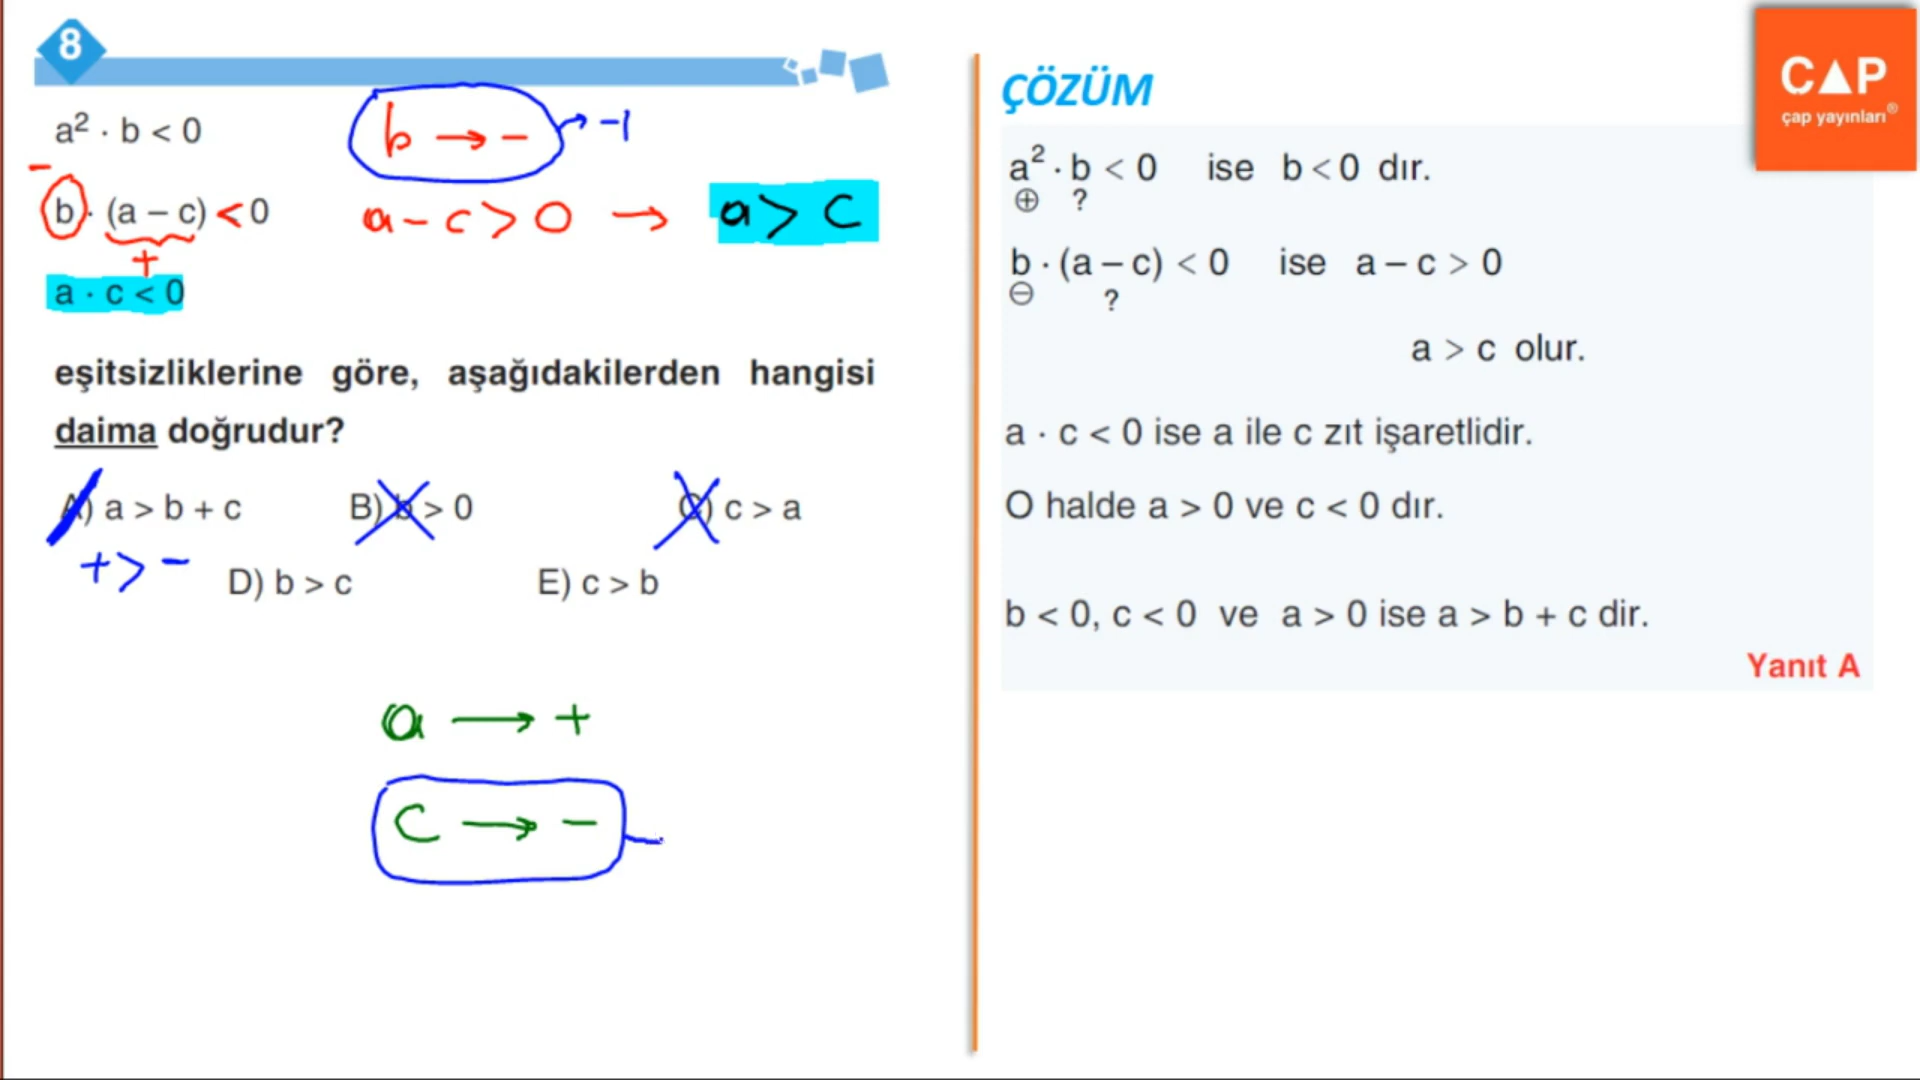 8
a² · b < 0
b → - → -1
-
b · (a – c) < 0
+
a - c > 0 → a > c
a · c < 0
eşitsizliklerine göre, aşağıdakilerden hangisi
daima doğrudur?
A) a > b + c B) b > 0 C) c > a
+ > -
D) b > c E) c > b
a → +
c → -
ÇÖZÜM
a² · b < 0 ise b < 0 dır.
⊕ ?
b · (a – c) < 0 ise a – c > 0
⊖ ?
a > c olur.
a · c < 0 ise a ile c zıt işaretlidir.
O halde a > 0 ve c < 0 dır.
b < 0, c < 0 ve a > 0 ise a > b + c dir.
Yanıt A
ÇAP
çap yayınları®